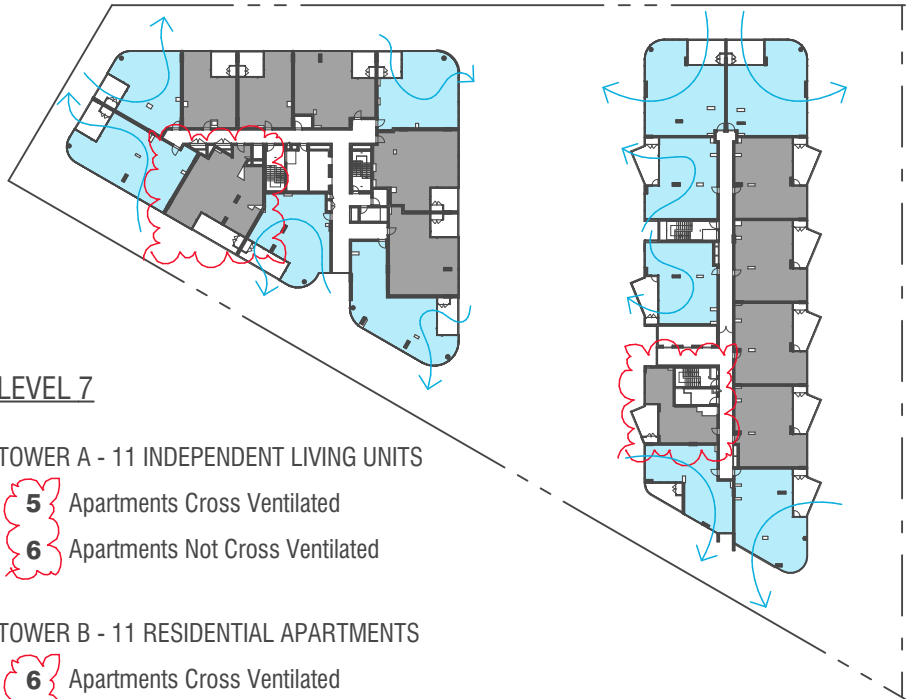 LEVEL 7
TOWER A - 11 INDEPENDENT LIVING UNITS
5 Apartments Cross Ventilated
6 Apartments Not Cross Ventilated
TOWER B - 11 RESIDENTIAL APARTMENTS
6 Apartments Cross Ventilated